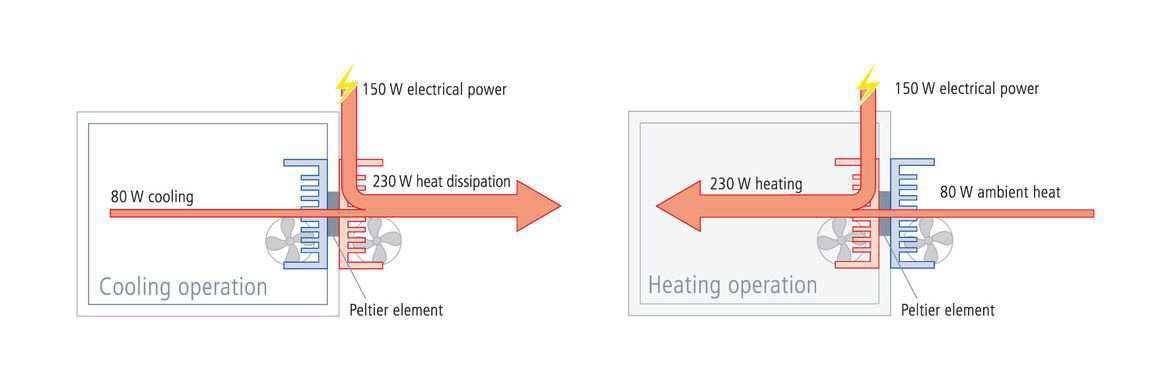 150 W electrical power
80 W cooling
230 W heat dissipation
Cooling operation
Peltier element
150 W electrical power
230 W heating
80 W ambient heat
Heating operation
Peltier element